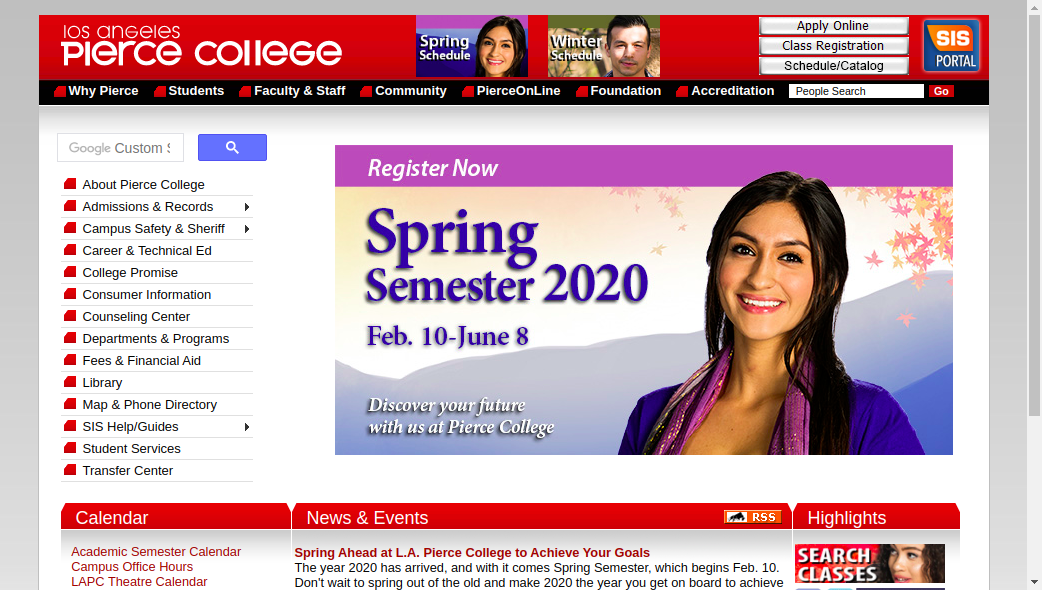 los angeles
PIERCE COLLEGE
Spring
Schedule
Winter
Schedule
Apply Online
Class Registration
Schedule/Catalog
SIS
PORTAL
Why Pierce
Students
Faculty & Staff
Community
PierceOnLine
Foundation
Accreditation
People Search
Go
Google Custom S
Register Now
Spring
Semester 2020
Feb. 10-June 8
Discover your future
with us at Pierce College
About Pierce College
Admissions & Records
Campus Safety & Sheriff
Career & Technical Ed
College Promise
Consumer Information
Counseling Center
Departments & Programs
Fees & Financial Aid
Library
Map & Phone Directory
SIS Help/Guides
Student Services
Transfer Center
Calendar
Academic Semester Calendar
Campus Office Hours
LAPC Theatre Calendar
News & Events
RSS
Spring Ahead at L.A. Pierce College to Achieve Your Goals
The year 2020 has arrived, and with it comes Spring Semester, which begins Feb. 10.
Don't wait to spring out of the old and make 2020 the year you get on board to achieve
Highlights
SEARCH
CLASSES